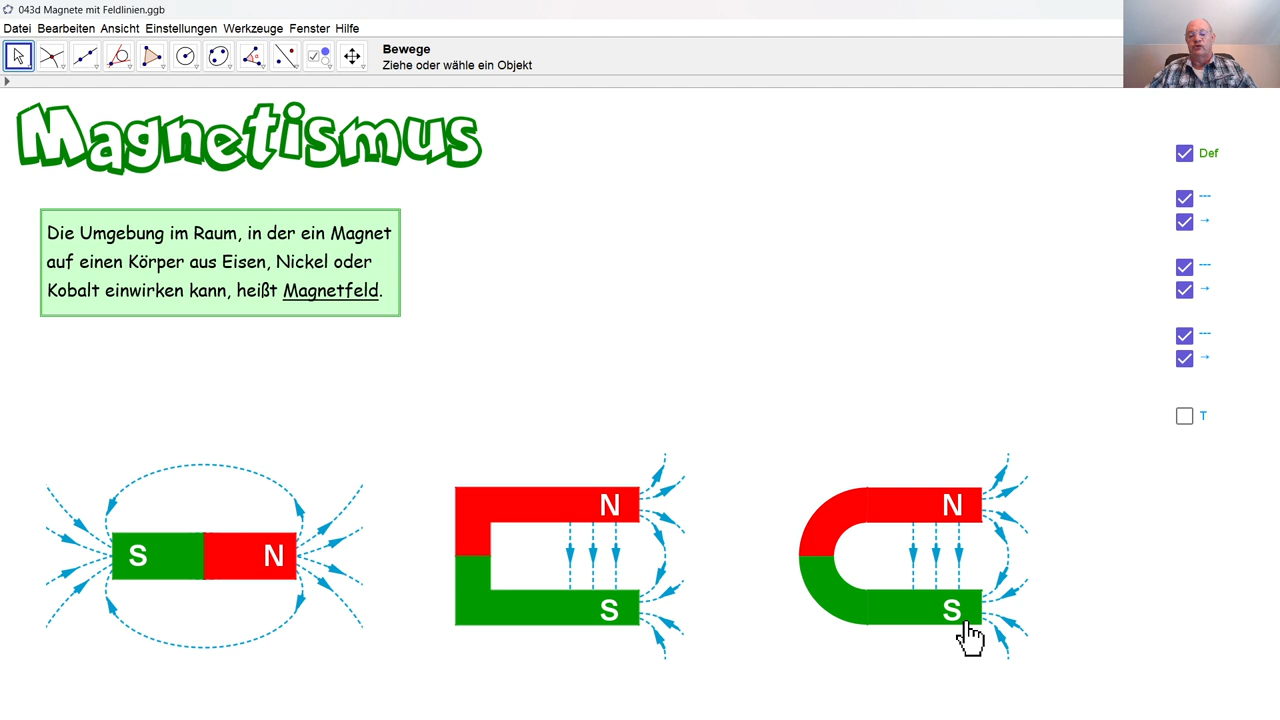 043d Magnete mit Feldlinien.ggb
Datei Bearbeiten Ansicht Einstellungen Werkzeuge Fenster Hilfe
Bewege
Ziehe oder wähle ein Objekt
Magnetismus
Def
---
→
---
→
---
→
T
Die Umgebung im Raum, in der ein Magnet
auf einen Körper aus Eisen, Nickel oder
Kobalt einwirken kann, heißt Magnetfeld.
S N
N
S
N
S